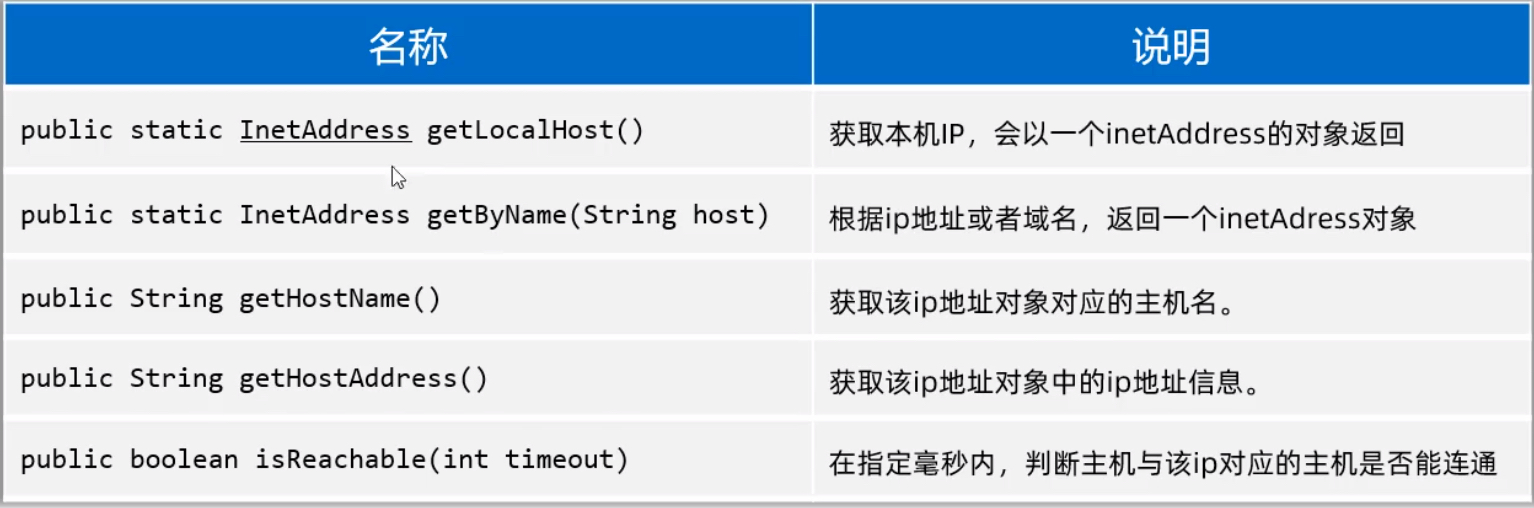 名称
说明
public static InetAddress getLocalHost()
获取本机IP，会以一个inetAddress的对象返回
public static InetAddress getByName(String host)
根据ip地址或者域名，返回一个inetAdress对象
public String getHostName()
获取该ip地址对象对应的主机名。
public String getHostAddress()
获取该ip地址对象中的ip地址信息。
public boolean isReachable(int timeout)
在指定毫秒内，判断主机与该ip对应的主机是否能连通